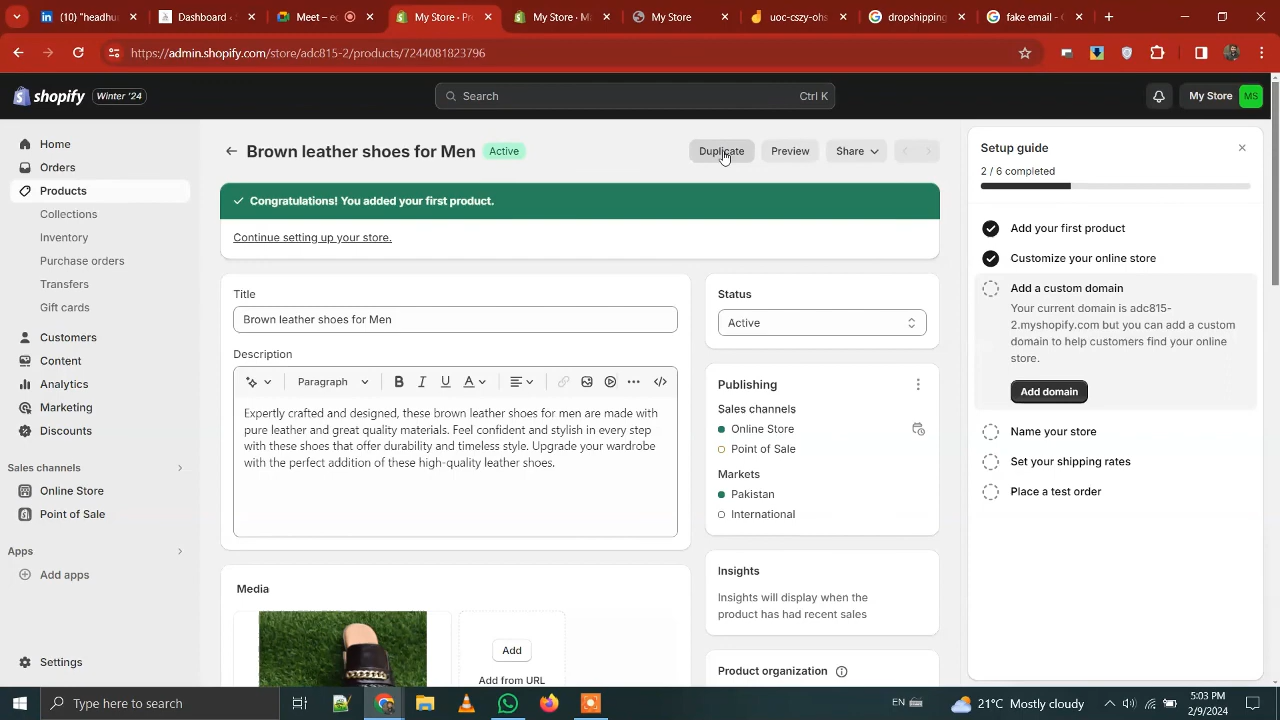 (1) "headhu
Dashboard <
Meet – e
My Store · Pr
My Store · M
My Store
uoc-cszy-ohs
dropshipping
fake email - G
https://admin.shopify.com/store/adc815-2/products/7244081823796
shopify Winter '24 Search Ctrl K My Store MS
Home
Orders
Products
Collections
Inventory
Purchase orders
Transfers
Gift cards
Customers
Content
Analytics
Marketing
Discounts
Sales channels
Online Store
Point of Sale
Apps
Add apps
Settings
Brown leather shoes for Men Active
Duplicate Preview Share
Congratulations! You added your first product.
Continue setting up your store.
Title
Brown leather shoes for Men
Description
Paragraph B I U A
Expertly crafted and designed, these brown leather shoes for men are made with
pure leather and great quality materials. Feel confident and stylish in every step
with these shoes that offer durability and timeless style. Upgrade your wardrobe
with the perfect addition of these high-quality leather shoes.
Media
Add
Add from URL
Status
Active
Publishing
Sales channels
Online Store
Point of Sale
Markets
Pakistan
International
Insights
Insights will display when the
product has had recent sales
Product organization
Setup guide
2 / 6 completed
Add your first product
Customize your online store
Add a custom domain
Your current domain is adc815-
2.myshopify.com but you can add a custom
domain to help customers find your online
store.
Add domain
Name your store
Set your shipping rates
Place a test order
Type here to search
EN
21°C Mostly cloudy
5:03 PM
2/9/2024